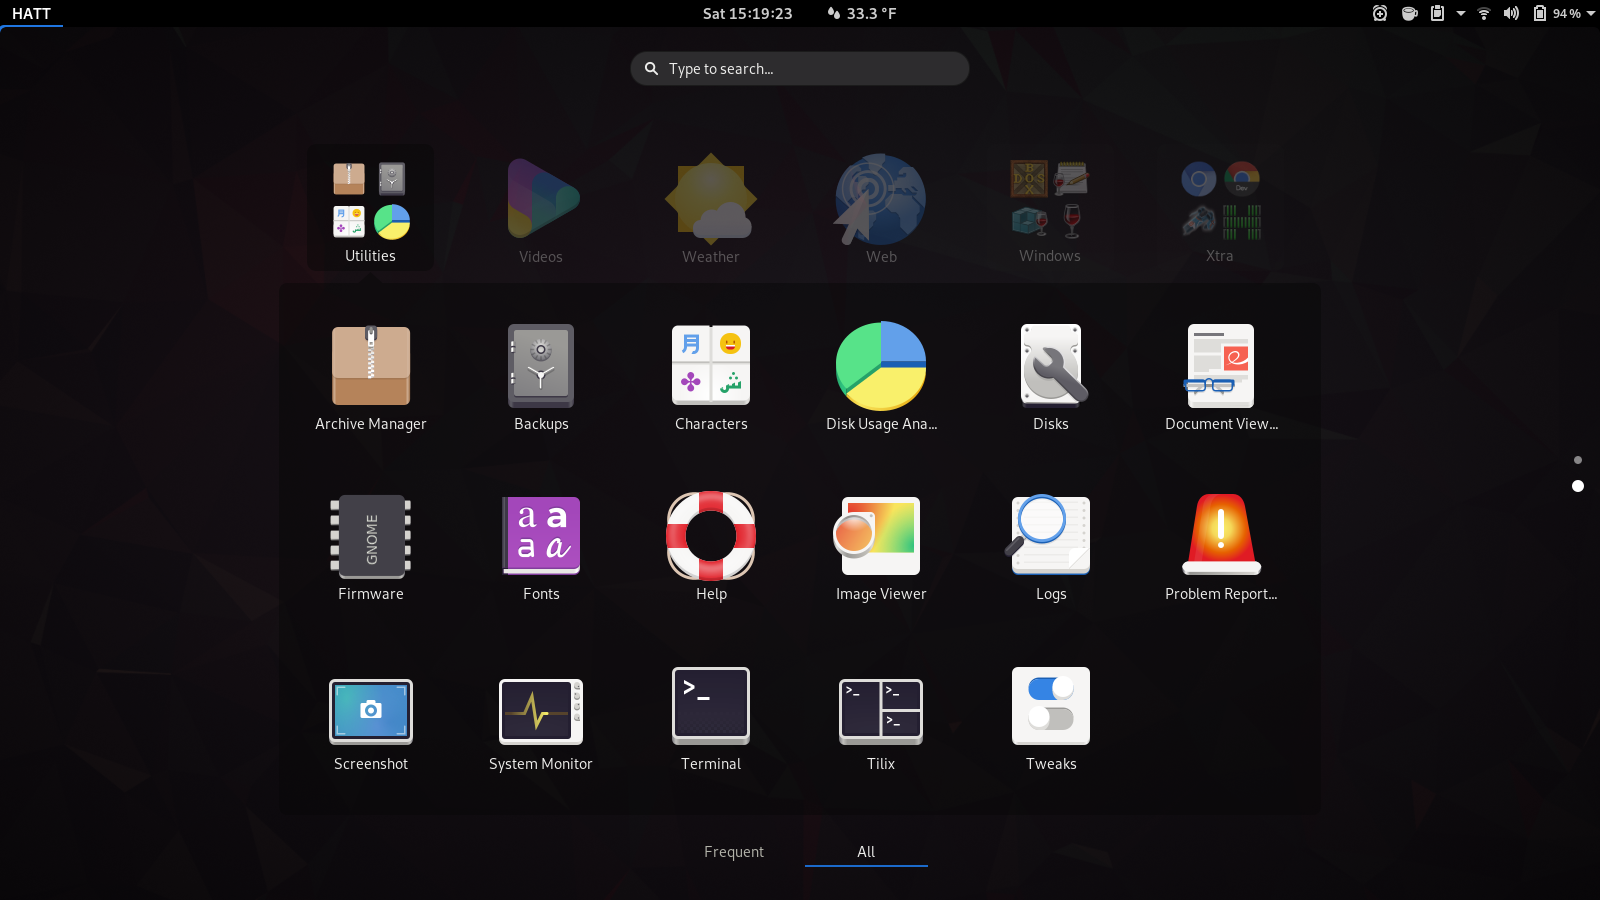 HATT
Sat 15:19:23
33.3 °F
94 %
Type to search...
Utilities
Videos
Weather
Web
Windows
Xtra
月
ش
Archive Manager
Backups
Characters
Disk Usage Ana...
Disks
Document View...
GNOME
a a
a a
Firmware
Fonts
Help
Image Viewer
Logs
Problem Report...
>_
>_ >_
>_
Screenshot
System Monitor
Terminal
Tilix
Tweaks
Frequent
All